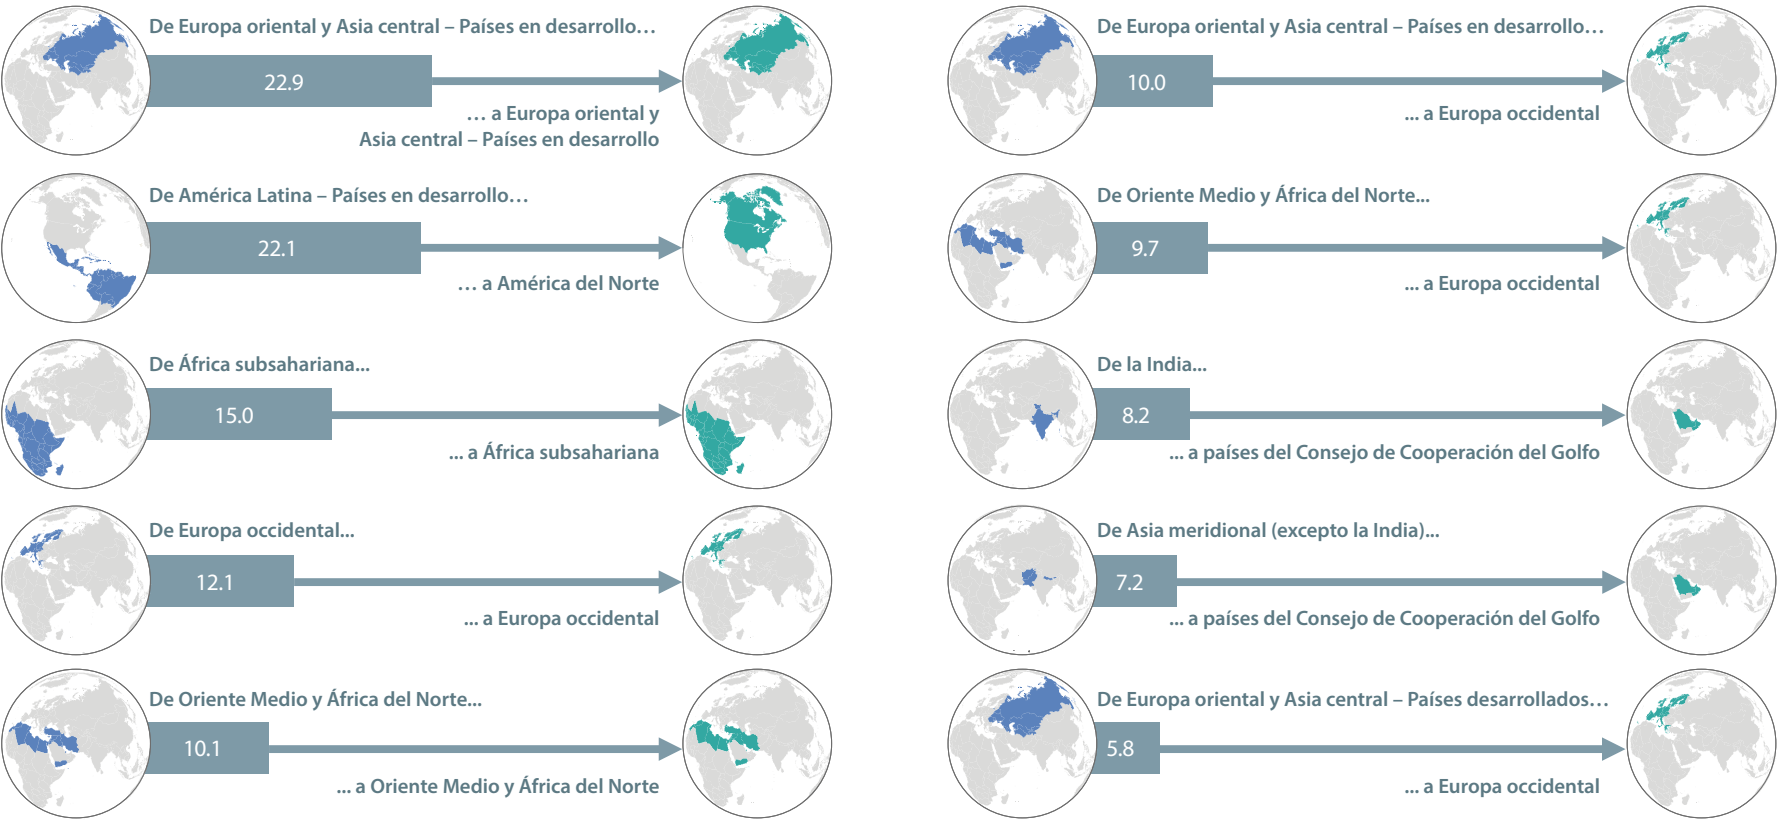 De Europa oriental y Asia central – Países en desarrollo…
22.9
… a Europa oriental y
Asia central – Países en desarrollo
De América Latina – Países en desarrollo…
22.1
… a América del Norte
De África subsahariana...
15.0
... a África subsahariana
De Europa occidental...
12.1
... a Europa occidental
De Oriente Medio y África del Norte...
10.1
... a Oriente Medio y África del Norte
De Europa oriental y Asia central – Países en desarrollo…
10.0
... a Europa occidental
De Oriente Medio y África del Norte...
9.7
... a Europa occidental
De la India...
8.2
... a países del Consejo de Cooperación del Golfo
De Asia meridional (excepto la India)...
7.2
... a países del Consejo de Cooperación del Golfo
De Europa oriental y Asia central – Países desarrollados…
5.8
... a Europa occidental